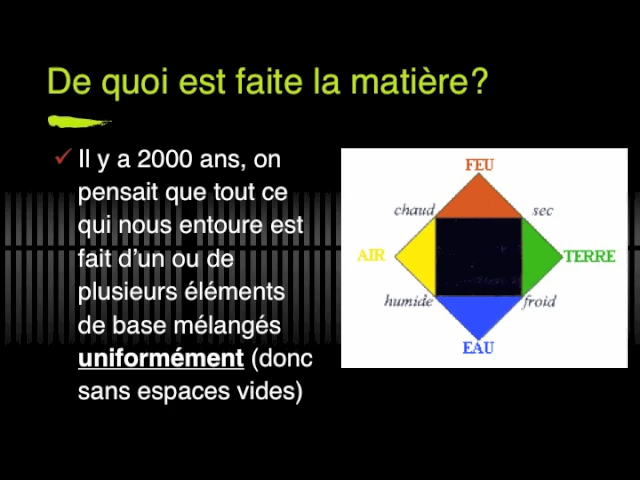 De quoi est faite la matière?
Il y a 2000 ans, on
pensait que tout ce
qui nous entoure est
fait d’un ou de
plusieurs éléments
de base mélangés
uniformément (donc
sans espaces vides)
FEU
chaud
sec
AIR
TERRE
humide
froid
EAU